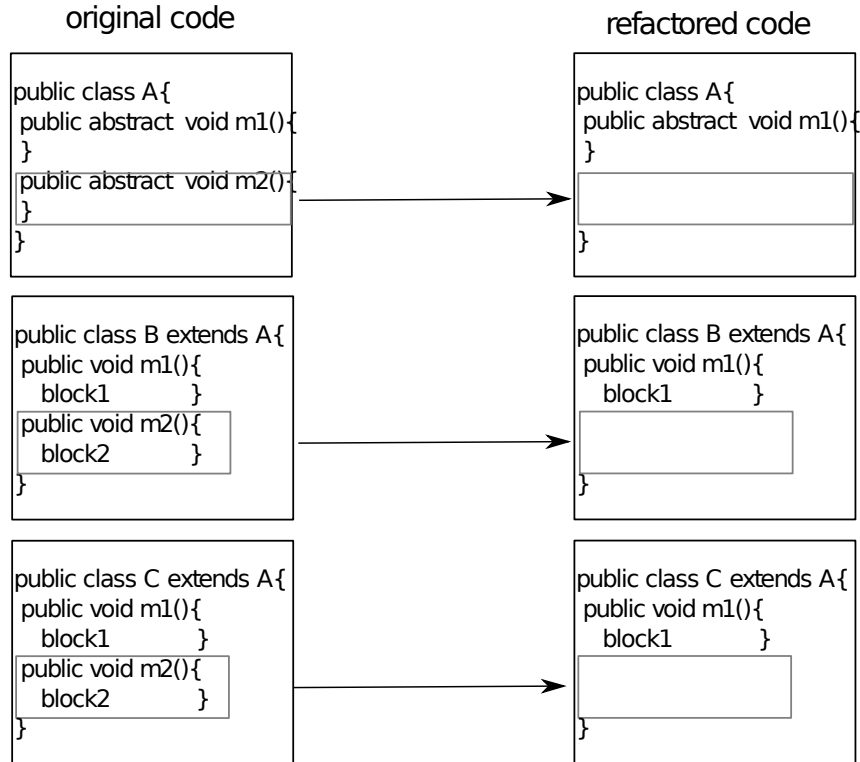 original code
refactored code
public class A{
public abstract void m1(){
}
public abstract void m2(){
}
}
public class A{
public abstract void m1(){
}
}
public class B extends A{
public void m1(){
block1 }
public void m2(){
block2 }
}
public class B extends A{
public void m1(){
block1 }
}
public class C extends A{
public void m1(){
block1 }
public void m2(){
block2 }
}
public class C extends A{
public void m1(){
block1 }
}